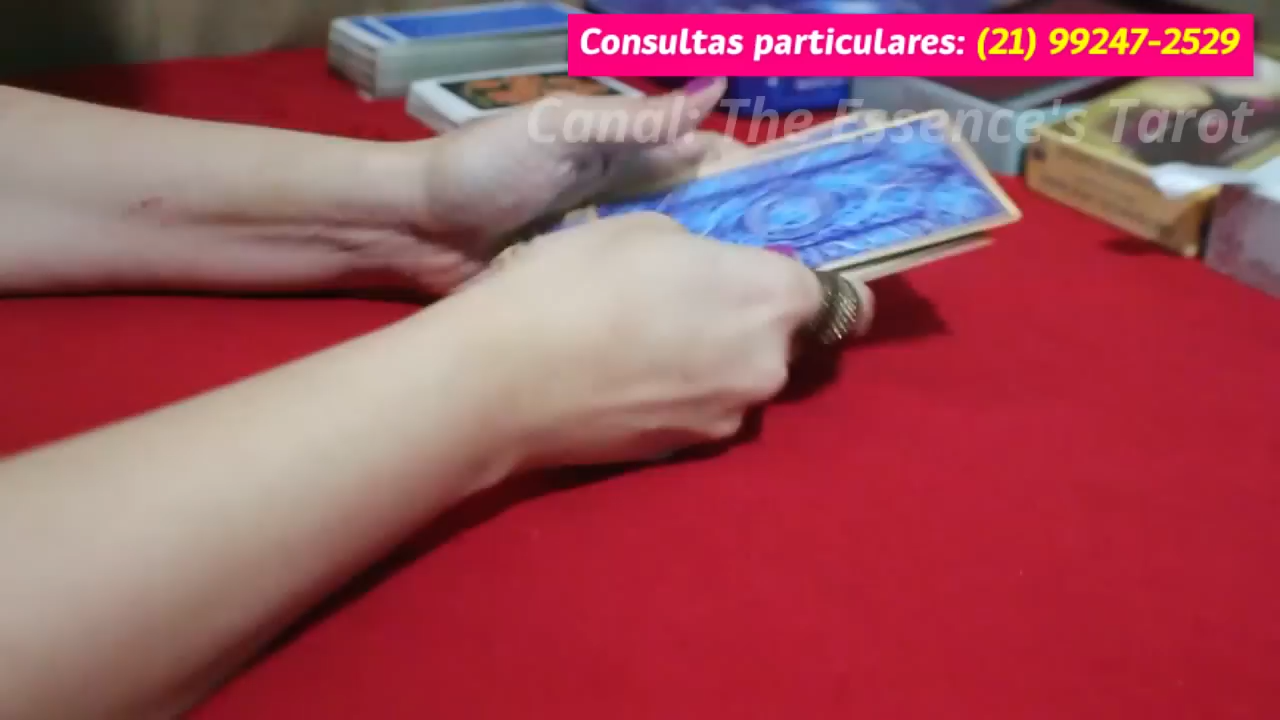 Consultas particulares: (21) 99247-2529
Canal: The Essence's Tarot